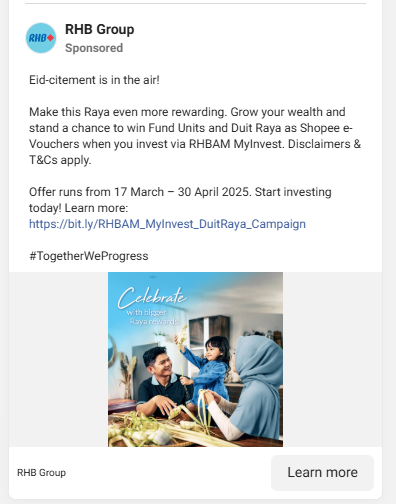 RHB Group
RHB
Sponsored
Eid-citement is in the air!
Make this Raya even more rewarding. Grow your wealth and
stand a chance to win Fund Units and Duit Raya as Shopee e-
Vouchers when you invest via RHBAM MyInvest. Disclaimers &
T&Cs apply.
Offer runs from 17 March – 30 April 2025. Start investing
today! Learn more:
https://bit.ly/RHBAM_MyInvest_DuitRaya_Campaign
#TogetherWeProgress
Celebrate
with bigger
Raya rewards
RHB Group
Learn more